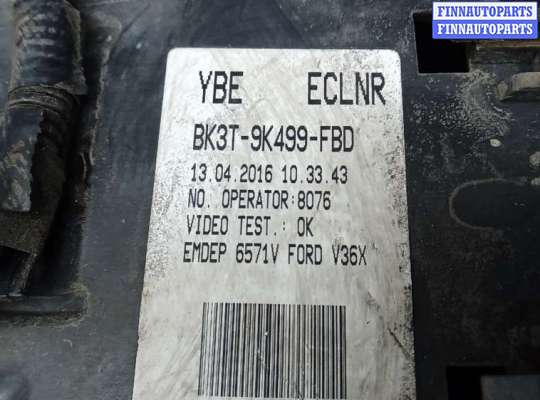 FINNAUTOPARTS
FINNAUTOPARTS
YBE ECLNR
BK3T-9K499-FBD
13.04.2016 10.33.43
NO. OPERATOR:8076
VIDEO TEST.: OK
EMDEP 6571V FORD V36X